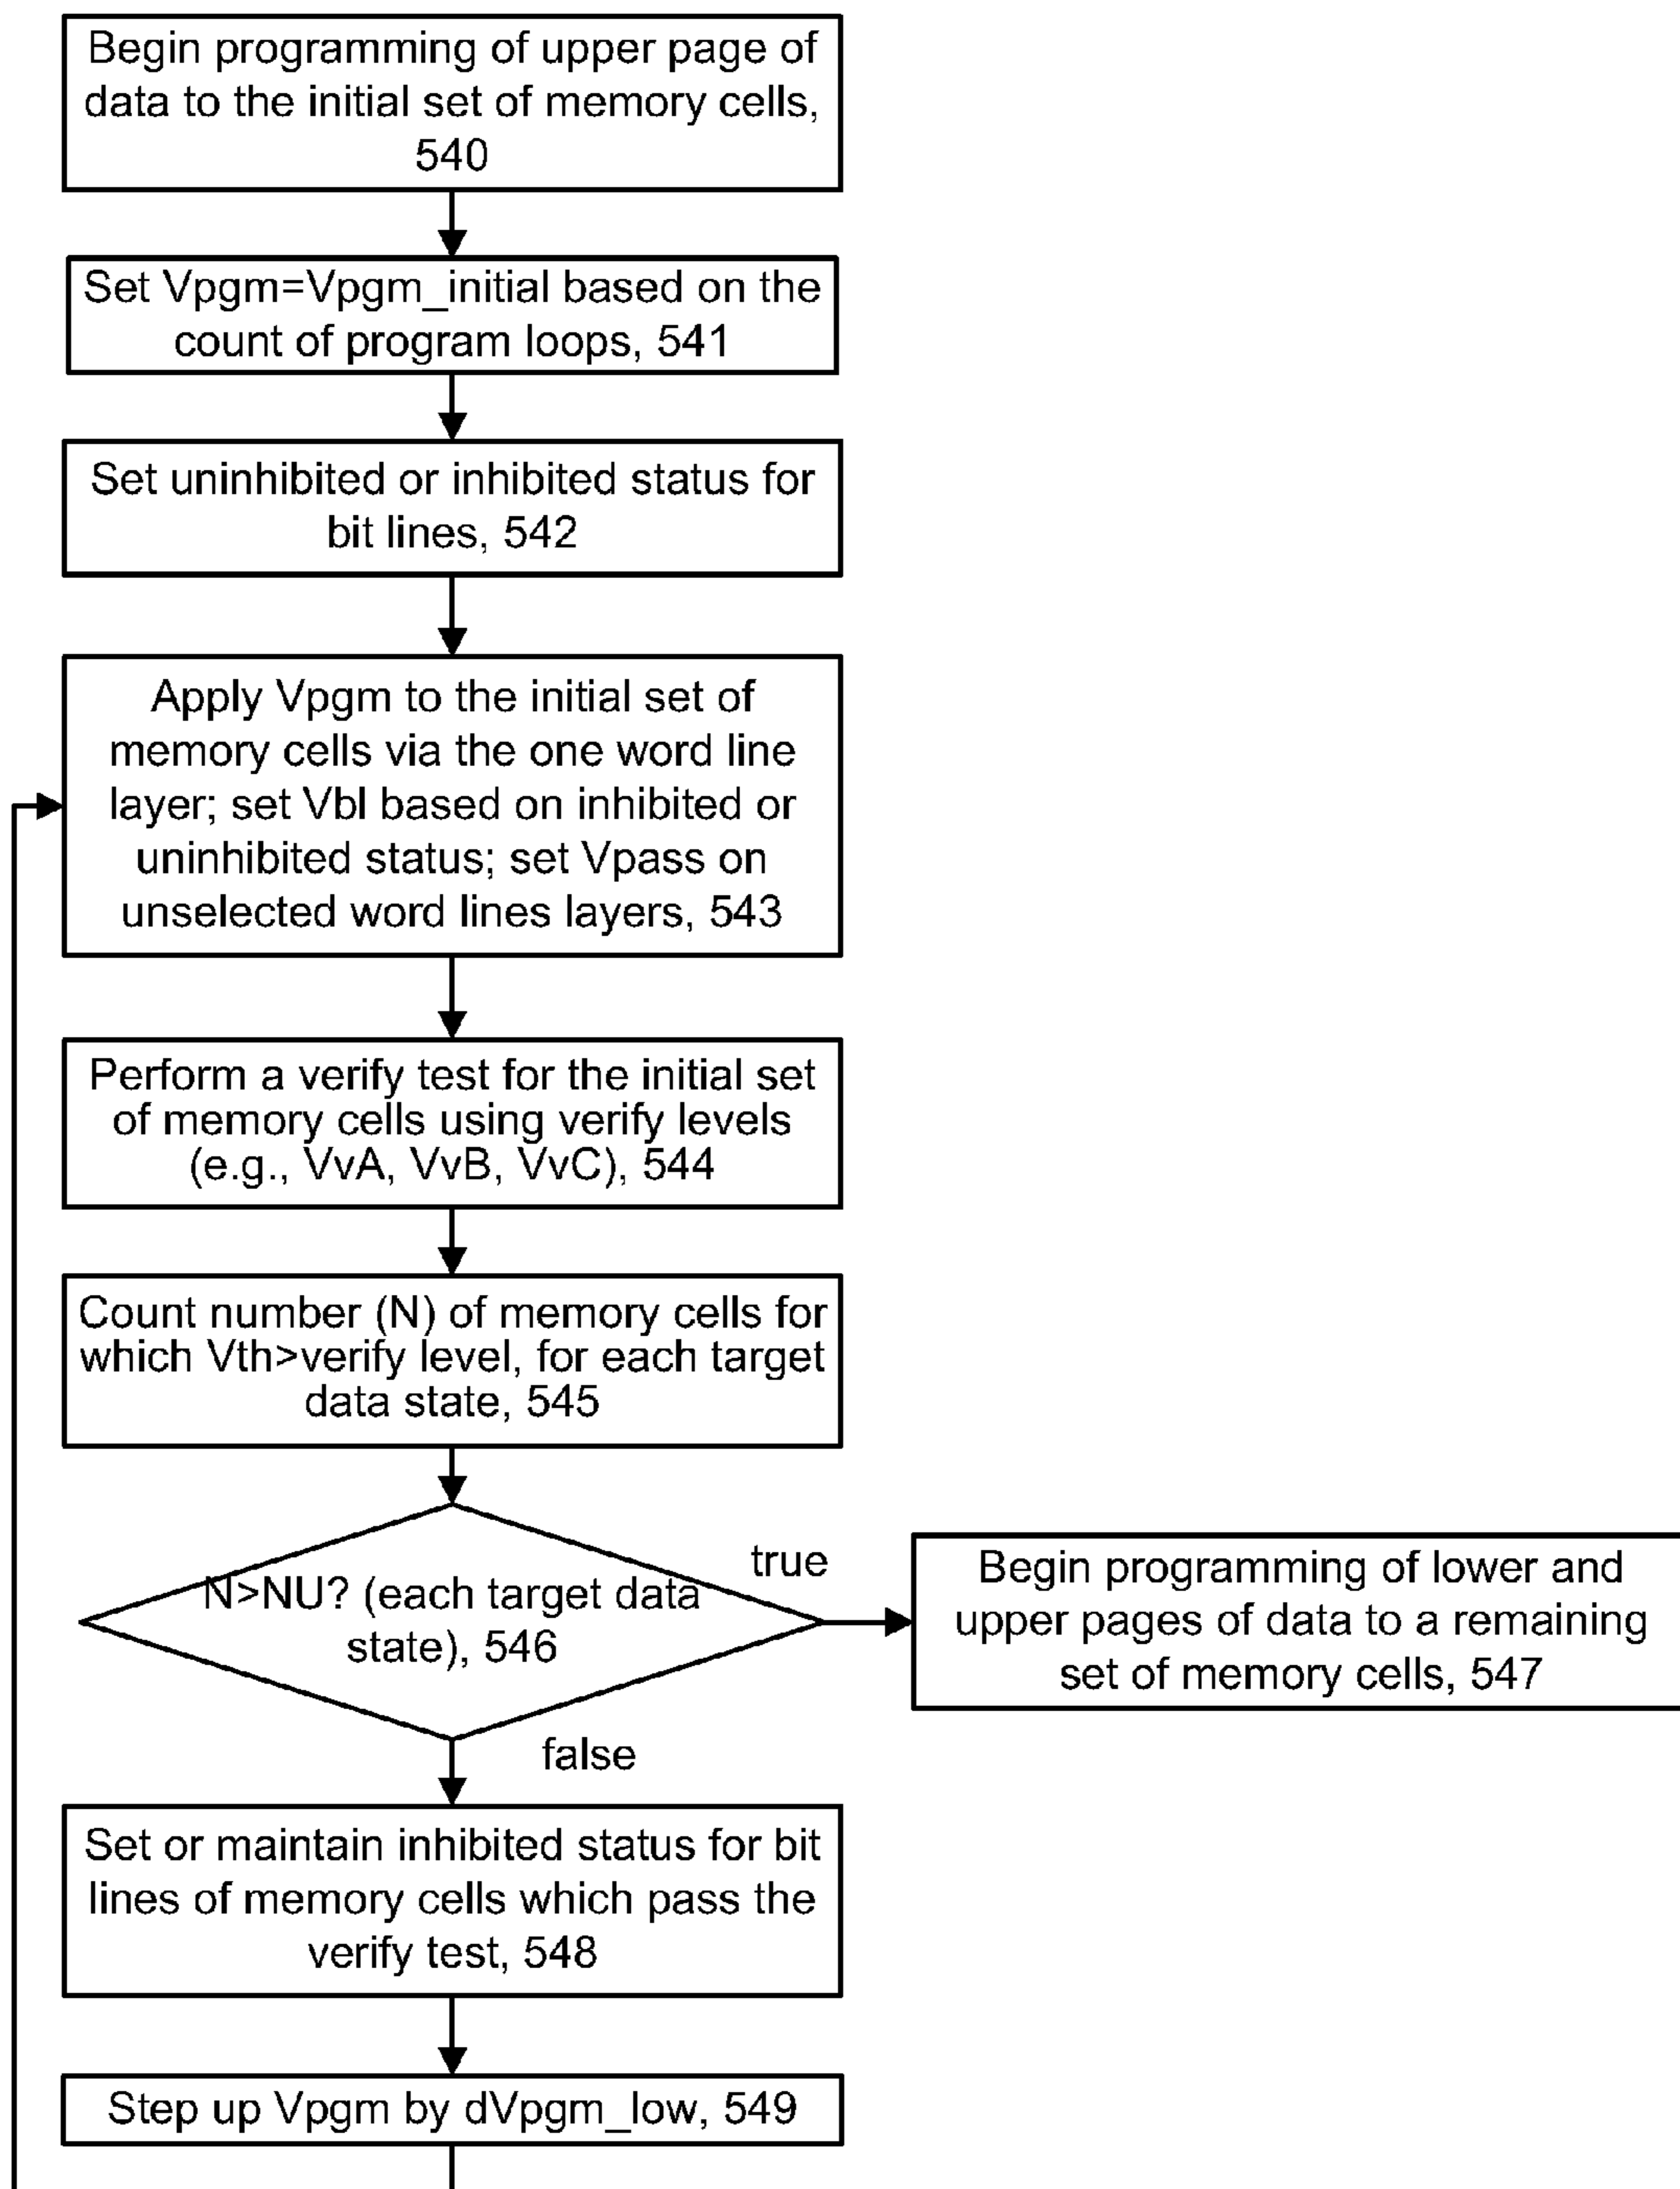 Begin programming of upper page of
data to the initial set of memory cells,
540
Set Vpgm=Vpgm_initial based on the
count of program loops, 541
Set uninhibited or inhibited status for
bit lines, 542
Apply Vpgm to the initial set of
memory cells via the one word line
layer; set Vbl based on inhibited or
uninhibited status; set Vpass on
unselected word lines layers, 543
Perform a verify test for the initial set
of memory cells using verify levels
(e.g., VvA, VvB, VvC), 544
Count number (N) of memory cells for
which Vth>verify level, for each target
data state, 545
N>NU? (each target data
state), 546
true
Begin programming of lower and
upper pages of data to a remaining
set of memory cells, 547
false
Set or maintain inhibited status for bit
lines of memory cells which pass the
verify test, 548
Step up Vpgm by dVpgm_low, 549